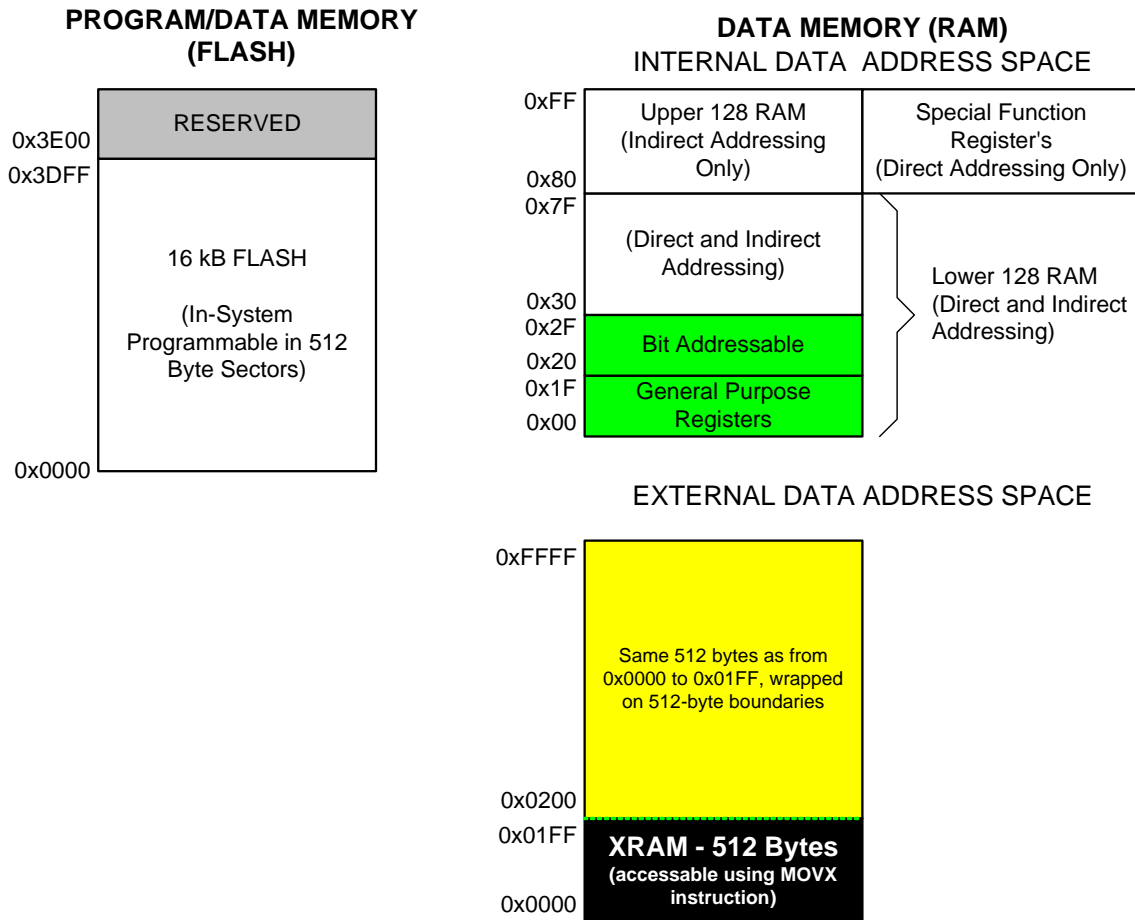 PROGRAM/DATA MEMORY
(FLASH)
RESERVED
0x3E00
0x3DFF
16 kB FLASH
(In-System
Programmable in 512
Byte Sectors)
0x0000
DATA MEMORY (RAM)
INTERNAL DATA ADDRESS SPACE
0xFF
Upper 128 RAM
(Indirect Addressing
Only)
0x80
Special Function
Register's
(Direct Addressing Only)
0x7F
(Direct and Indirect
Addressing)
0x30
Lower 128 RAM
(Direct and Indirect
Addressing)
0x2F
Bit Addressable
0x20
0x1F
General Purpose
Registers
0x00
EXTERNAL DATA ADDRESS SPACE
0xFFFF
Same 512 bytes as from
0x0000 to 0x01FF, wrapped
on 512-byte boundaries
0x0200
0x01FF
XRAM - 512 Bytes
(accessable using MOVX
instruction)
0x0000